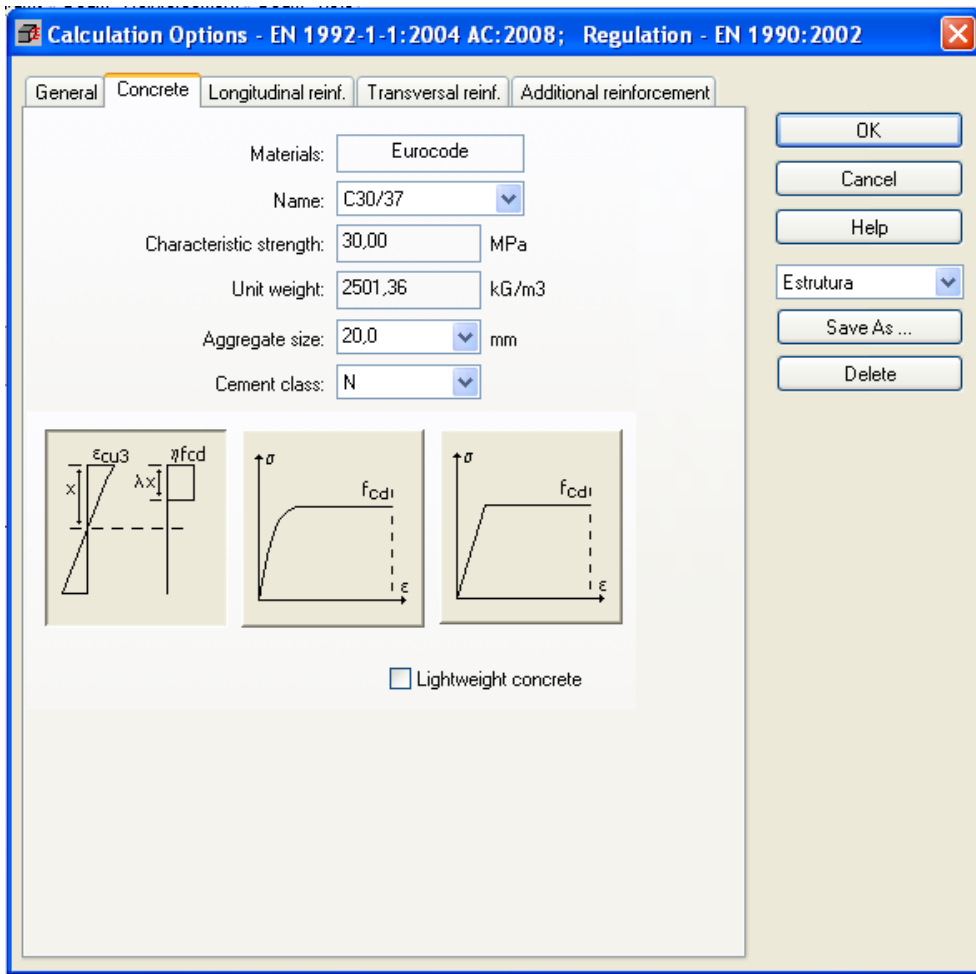 Calculation Options - EN 1992-1-1:2004 AC:2008; Regulation - EN 1990:2002
General Concrete Longitudinal reinf. Transversal reinf. Additional reinforcement
Materials: Eurocode
Name: C30/37
Characteristic strength: 30,00 MPa
Unit weight: 2501,36 kG/m3
Aggregate size: 20,0 mm
Cement class: N
εcu3 ηfcd
x λx
σ
fcd
ε
σ
fcd
ε
Lightweight concrete
OK
Cancel
Help
Estrutura
Save As ...
Delete